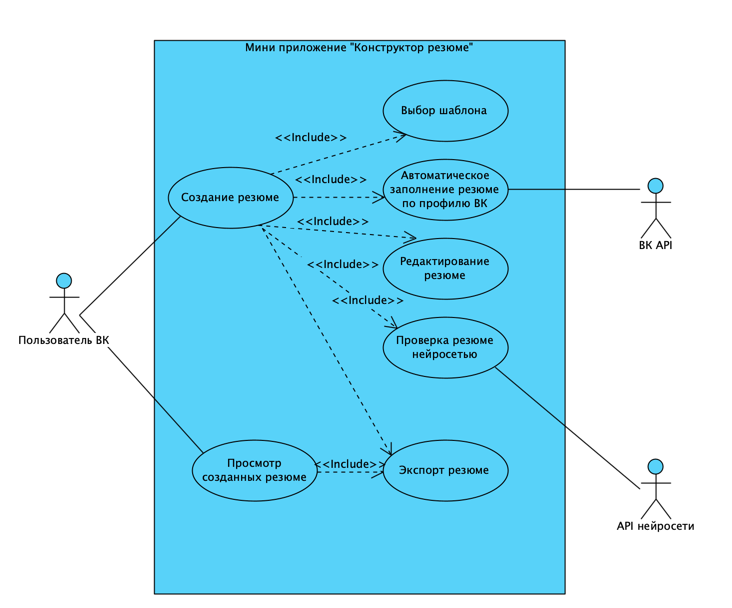 Мини приложение "Конструктор резюме"
Выбор шаблона
<<Include>>
Автоматическое
заполнение резюме
по профилю ВК
<<Include>>
Создание резюме
<<Include>>
ВК API
Редактирование
резюме
<<Include>>
<<Include>>
Пользователь ВК
Проверка резюме
нейросетью
Просмотр
созданных резюме
<<Include>>
Экспорт резюме
API нейросети